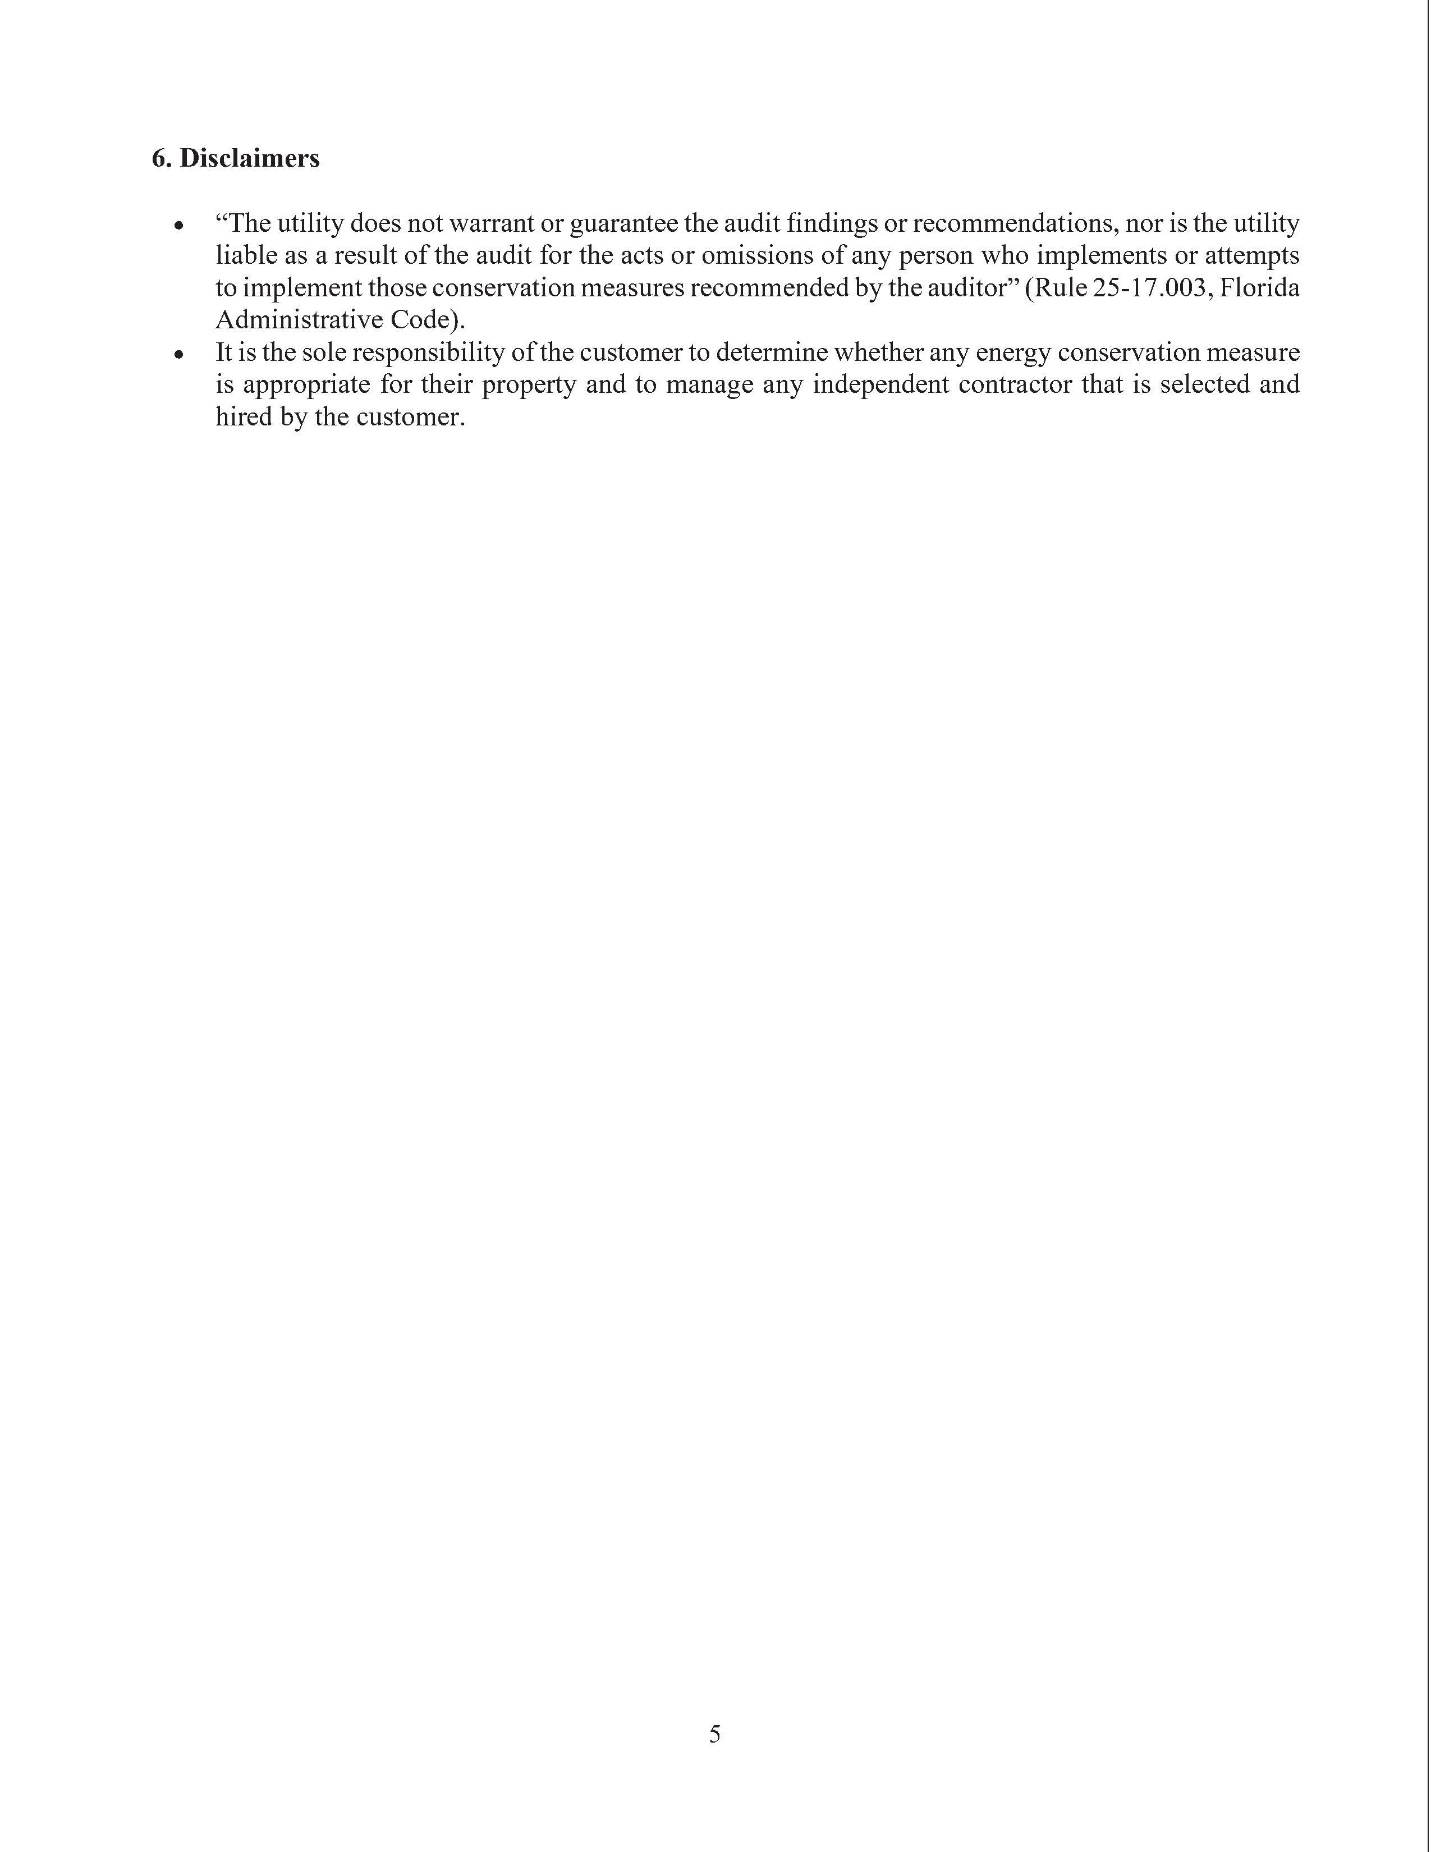 6. Disclaimers
• “The utility does not warrant or guarantee the audit findings or recommendations, nor is the utility
liable as a result of the audit for the acts or omissions of any person who implements or attempts
to implement those conservation measures recommended by the auditor” (Rule 25-17.003, Florida
Administrative Code).
• It is the sole responsibility of the customer to determine whether any energy conservation measure
is appropriate for their property and to manage any independent contractor that is selected and
hired by the customer.
5